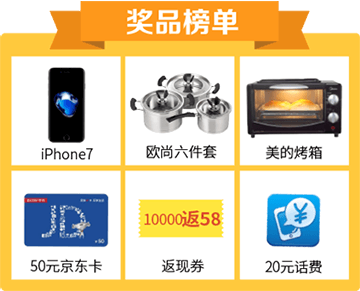 奖品榜单
iPhone7
欧尚六件套
美的烤箱
¥50
50元京东卡
10000返58
返现券
¥
20元话费